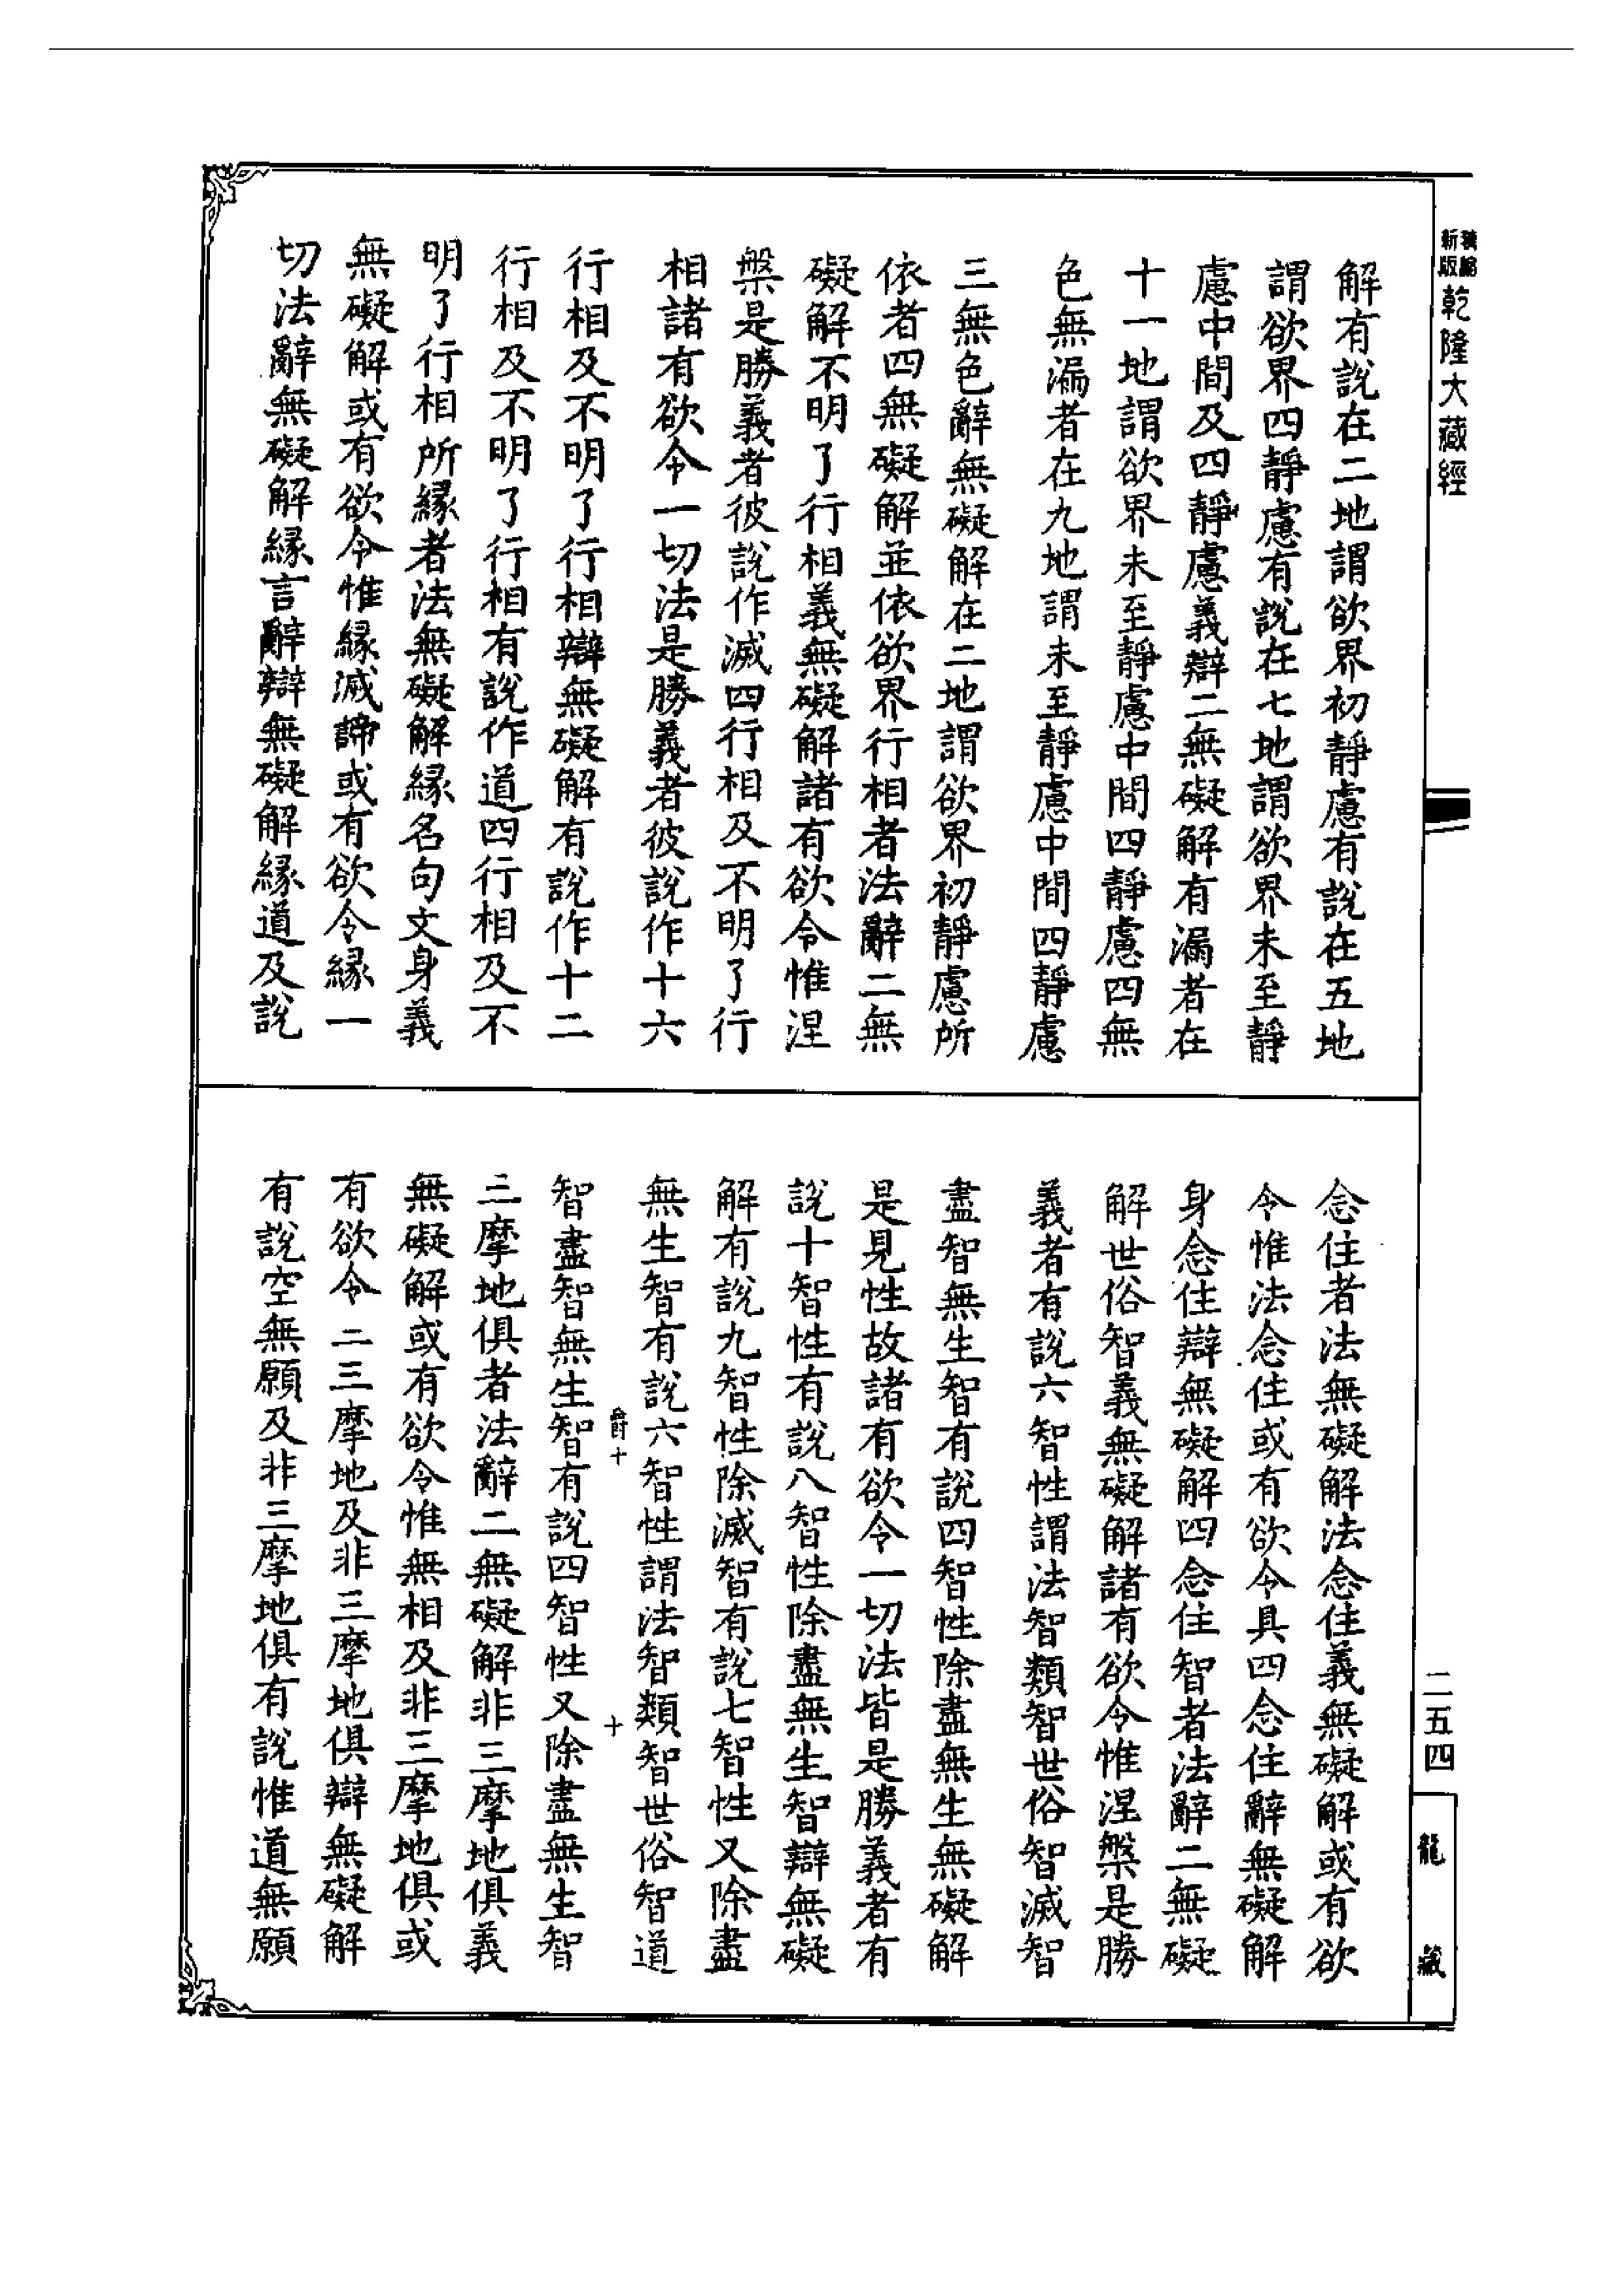 精縮新版乾隆大藏經
解有說在二地謂欲界初靜慮有說在五地
謂欲界四靜慮有說在七地謂欲界未至靜
慮中間及四靜慮義辯二無礙解有漏者在
十一地謂欲界未至靜慮中間四靜慮四無
色無漏者在九地謂未至靜慮中間四靜慮
三無色辭無礙解在二地謂欲界初靜慮所
依者四無礙解並依欲界行相者法辭二無
礙解不明了行相義無礙解諸有欲令惟涅
槃是勝義者彼說作滅四行相及不明了行
相諸有欲令一切法是勝義者彼說作十六
行相及不明了行相辯無礙解有說作十二
行相及不明了行相有說作道四行相及不
明了行相所緣者法無礙解緣名句文身義
無礙解或有欲令惟緣滅諦或有欲令緣一
切法辭無礙解緣言辭辯無礙解緣道及說
念住者法無礙解法念住義無礙解或有欲
令惟法念住或有欲令具四念住辭無礙解
身念住辯無礙解四念住智者法辭二無礙
解世俗智義無礙解諸有欲令惟涅槃是勝
義者有說六智性謂法智類智世俗智滅智
盡智無生智有說四智性除盡無生無礙解
是見性故諸有欲令一切法皆是勝義者有
說十智性有說八智性除盡無生智辯無礙
解有說九智性除滅智有說七智性又除盡
無生智有說六智性謂法智類智世俗智道
爵十 十
智盡智無生智有說四智性又除盡無生智
三摩地俱者法辭二無礙解非三摩地俱義
無礙解或有欲令惟無相及非三摩地俱或
有欲令二三摩地及非三摩地俱辯無礙解
有說空無願及非三摩地俱有說惟道無願
二五四
龍藏